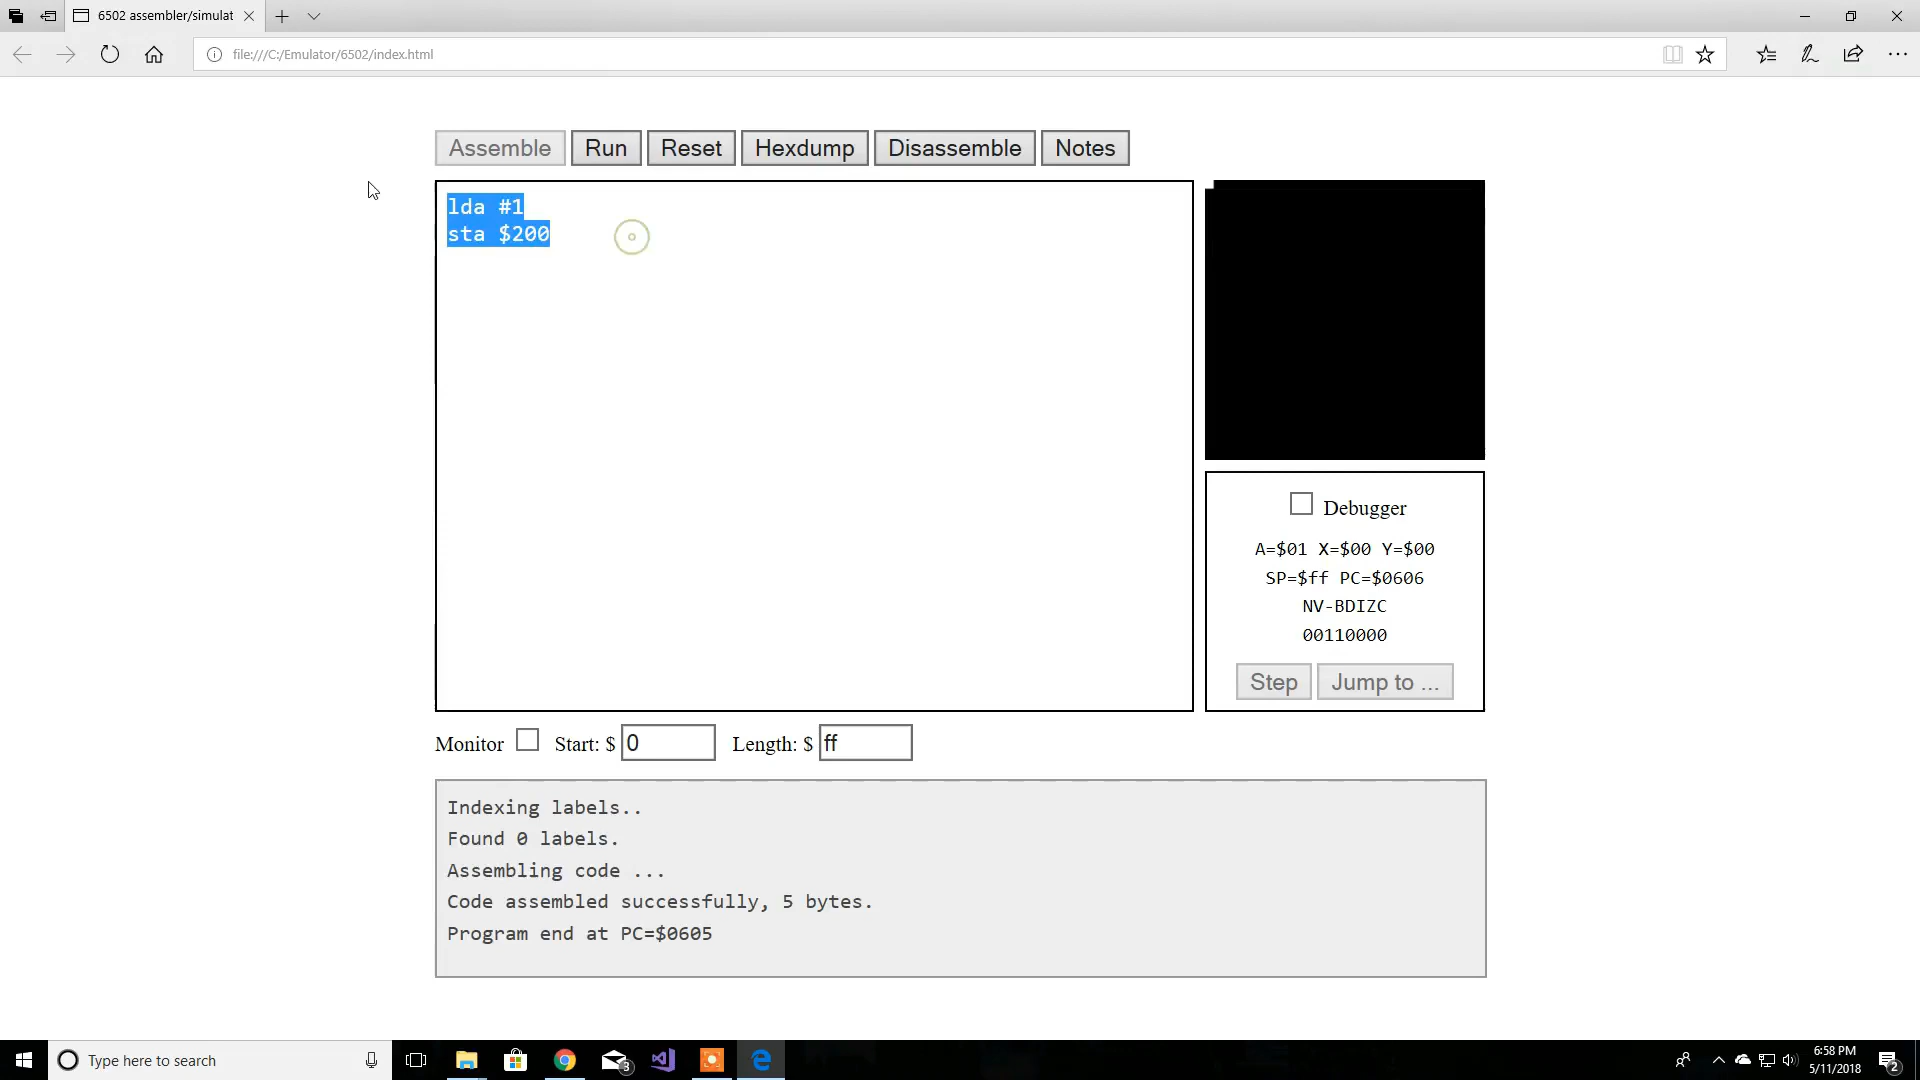 6502 assembler/simulat
file:///C:/Emulator/6502/index.html
Assemble Run Reset Hexdump Disassemble Notes
lda #1
sta $200
Debugger
A=$01 X=$00 Y=$00
SP=$ff PC=$0606
NV-BDIZC
00110000
Step Jump to ...
Monitor Start: $ 0 Length: $ ff
Indexing labels..
Found 0 labels.
Assembling code ...
Code assembled successfully, 5 bytes.
Program end at PC=$0605
Type here to search
3
6:58 PM
5/11/2018
2